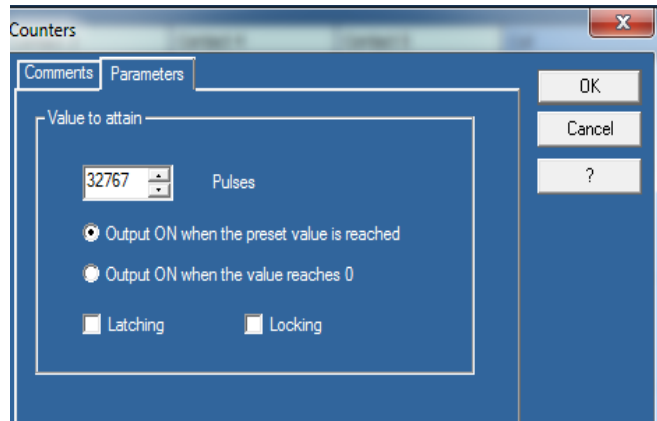 Counters
X
Comments
Parameters
OK
Value to attain
Cancel
32767
Pulses
?
Output ON when the preset value is reached
Output ON when the value reaches 0
Latching
Locking